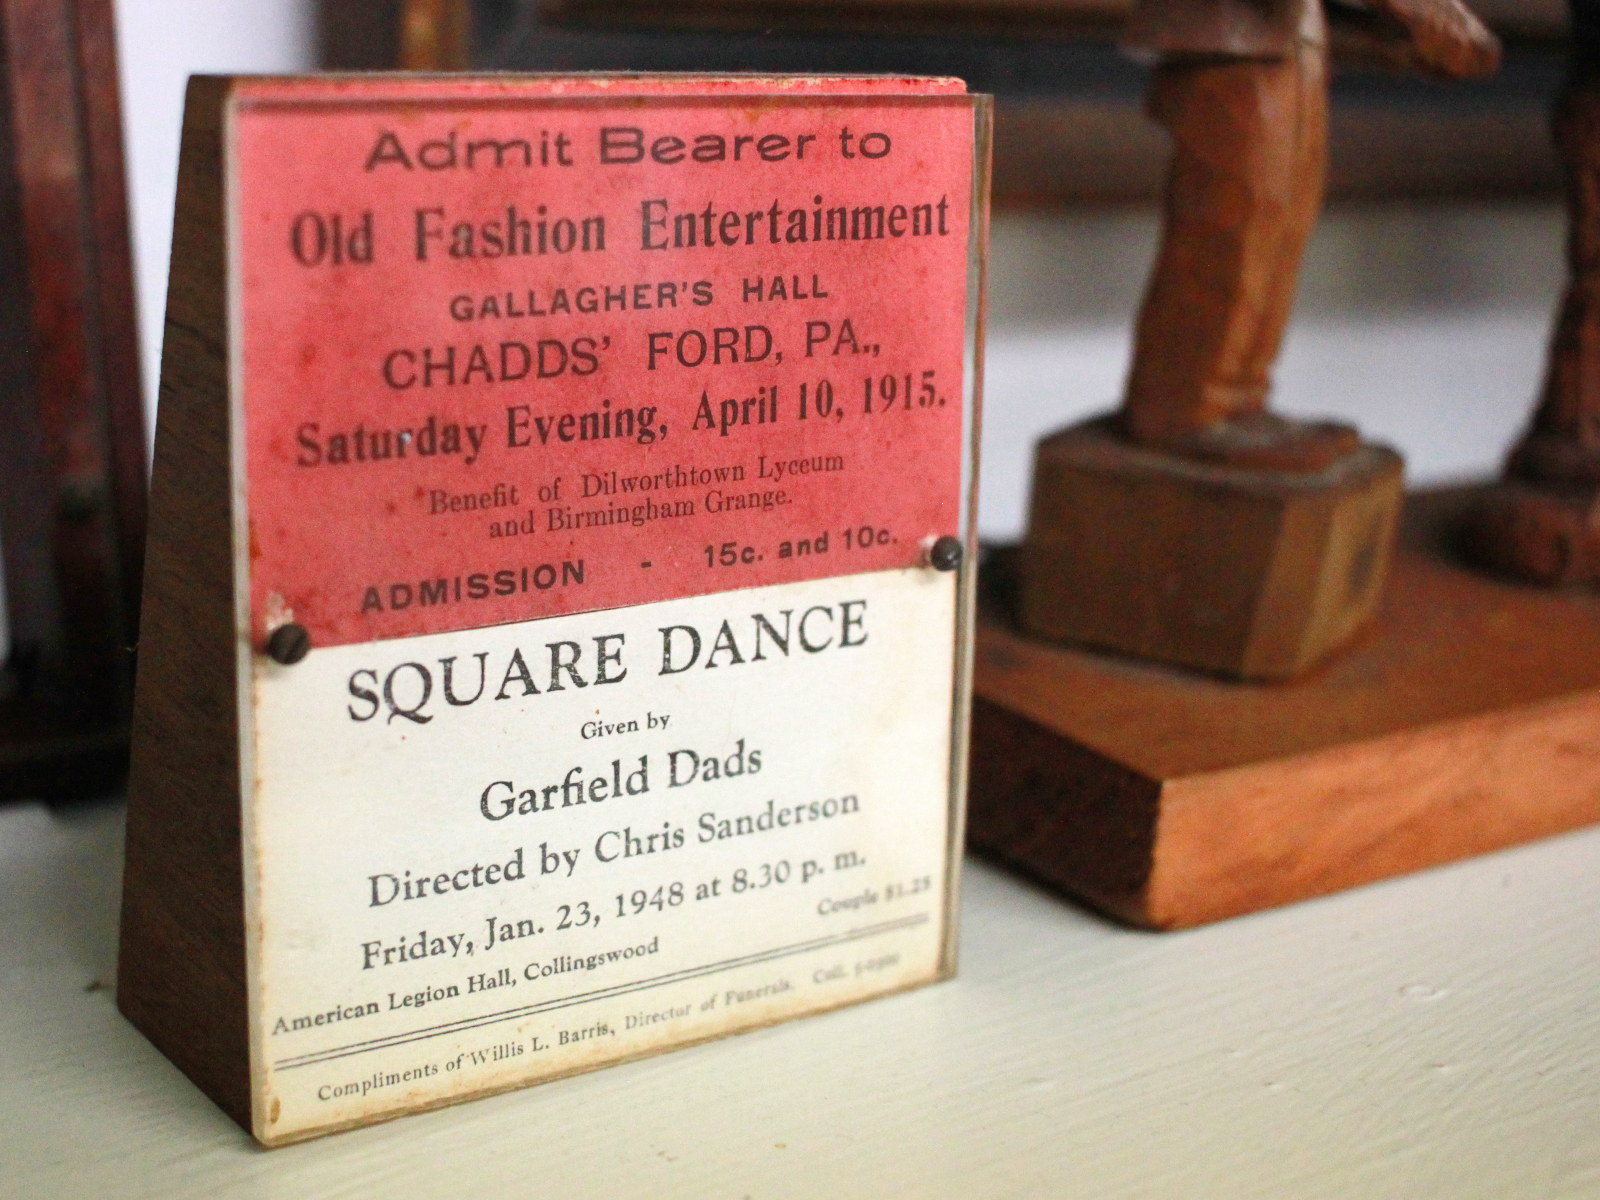 Admit Bearer to
Old Fashion Entertainment
GALLAGHER'S HALL
CHADDS' FORD, PA.,
Saturday Evening, April 10, 1915.
Benefit of Dilworthtown Lyceum
and Birmingham Grange.
ADMISSION - 15c. and 10c.
SQUARE DANCE
Given by
Garfield Dads
Directed by Chris Sanderson
Friday, Jan. 23, 1948 at 8.30 p. m.
American Legion Hall, Collingswood Couple $1.25
Compliments of Willis L. Barris, Director of Funerals. Coll.